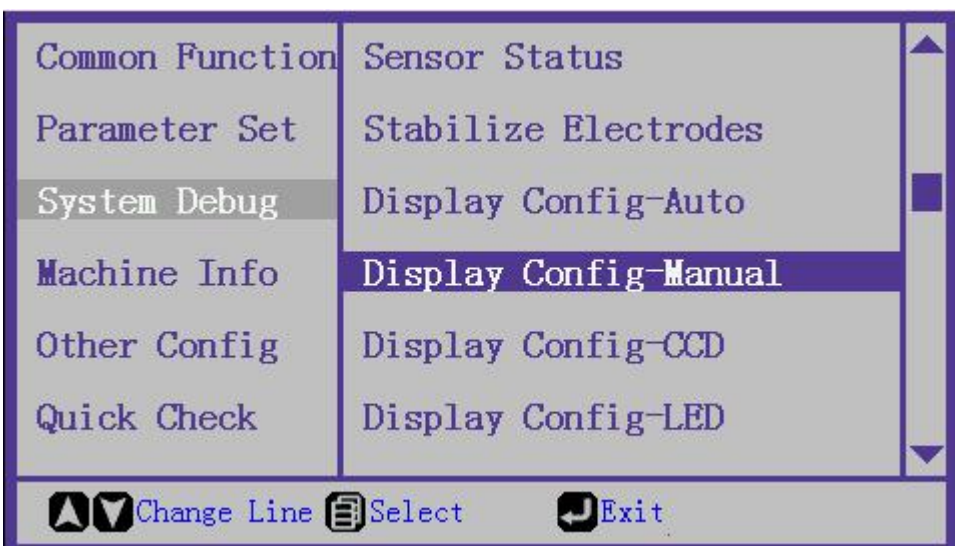 Common Function
Parameter Set
System Debug
Machine Info
Other Config
Quick Check
Sensor Status
Stabilize Electrodes
Display Config-Auto
Display Config-Manual
Display Config-CCD
Display Config-LED
Change Line Select Exit